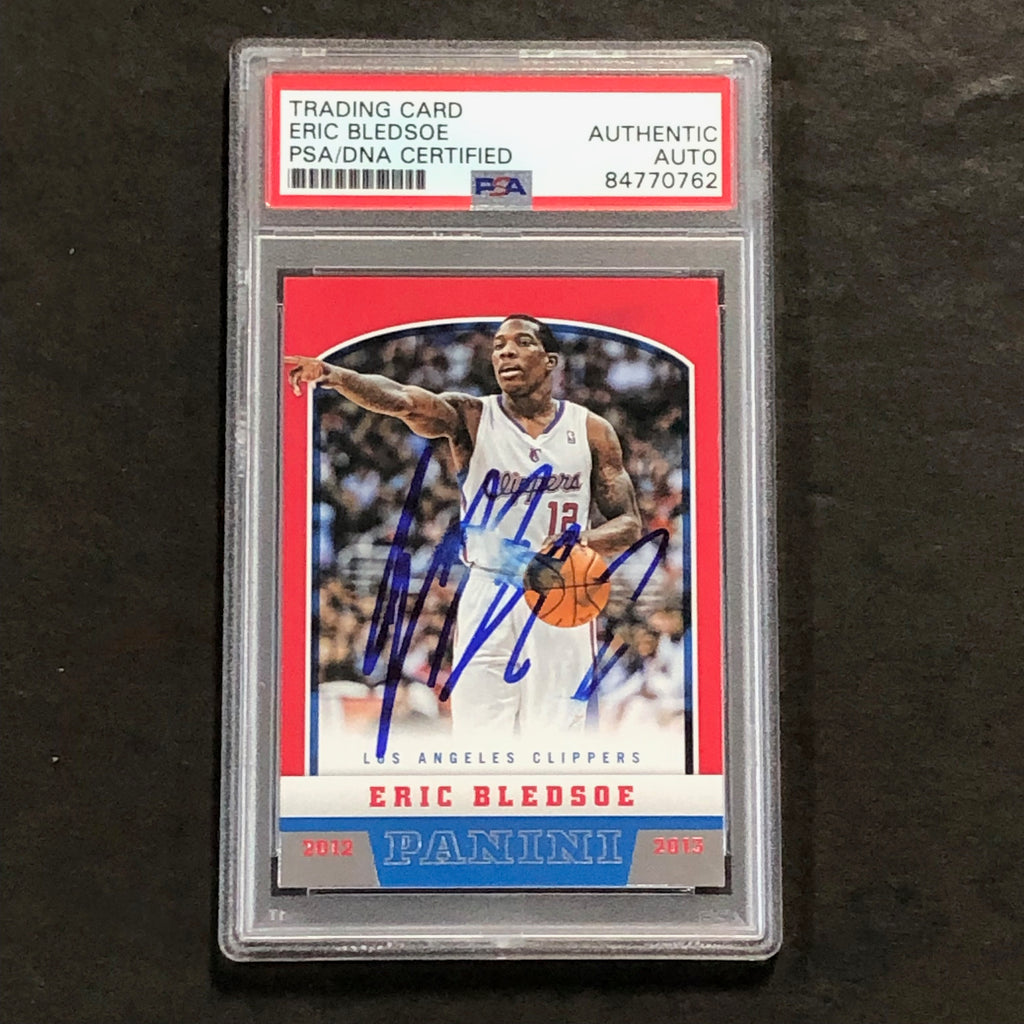 TRADING CARD
ERIC BLEDSOE
PSA/DNA CERTIFIED
AUTHENTIC
AUTO
84770762
PSA
Clippers
12
LOS ANGELES CLIPPERS
ERIC BLEDSOE
2012 PANINI 2013